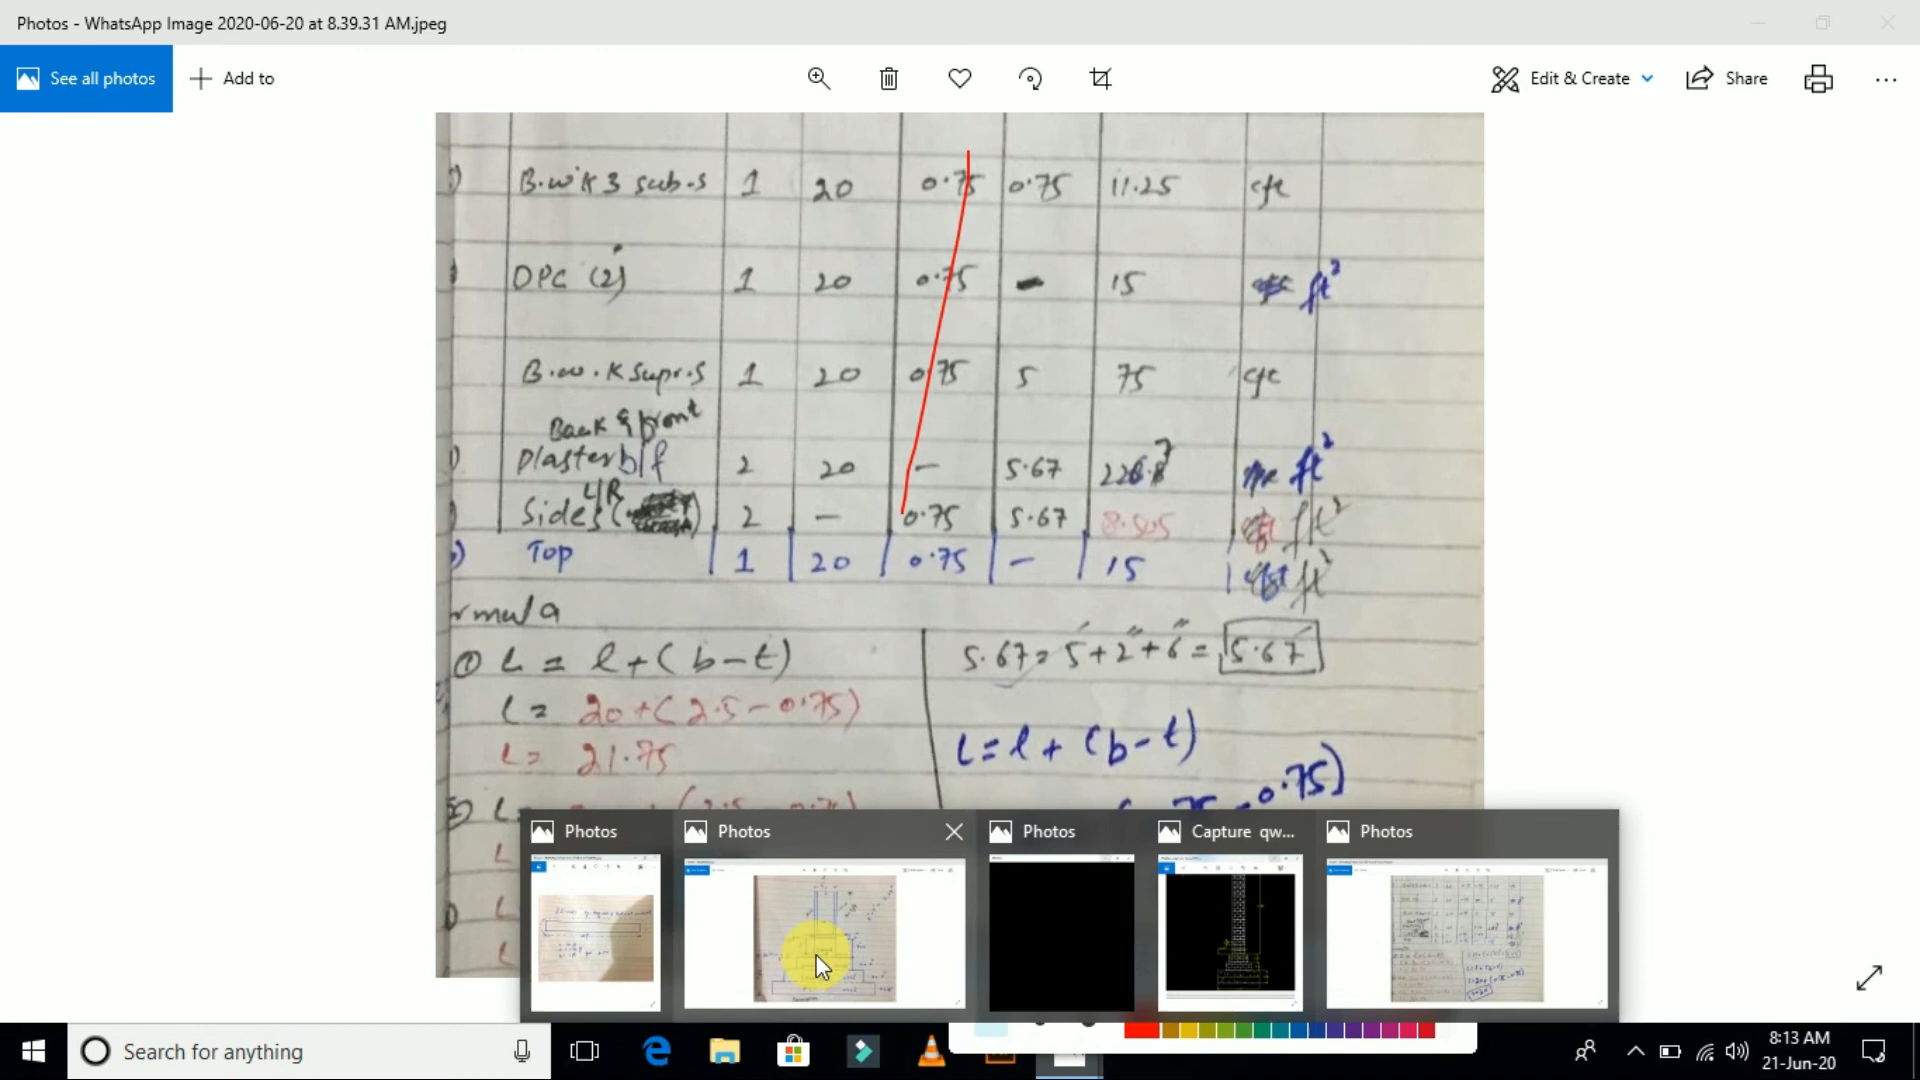 Photos - WhatsApp Image 2020-06-20 at 8.39.31 AM.jpeg
See all photos
Add to
Edit & Create
Share
B.w K 3 sub.s 1 20 0.75 0.75 11.25 cft
DPC (2") 1 20 0.75 - 15 ft²
B.w.K supr.s 1 20 0.75 5 75 cft
Back & front
Plaster b/f 2 20 - 5.67 ft²
L/R
Sides 2 - 0.75 5.67 8.505 ft²
Top 1 20 0.75 - 15 ft²
rmula
① L = l+(b-t)
L= 20+(2.5-0.75)
L= 21.75
5.67= 5'+2"+6"= 5.67'
L=l+(b-t)
-0.75)
Photos
Photos
Photos
Capture qw...
Photos
Search for anything
8:13 AM
21-Jun-20